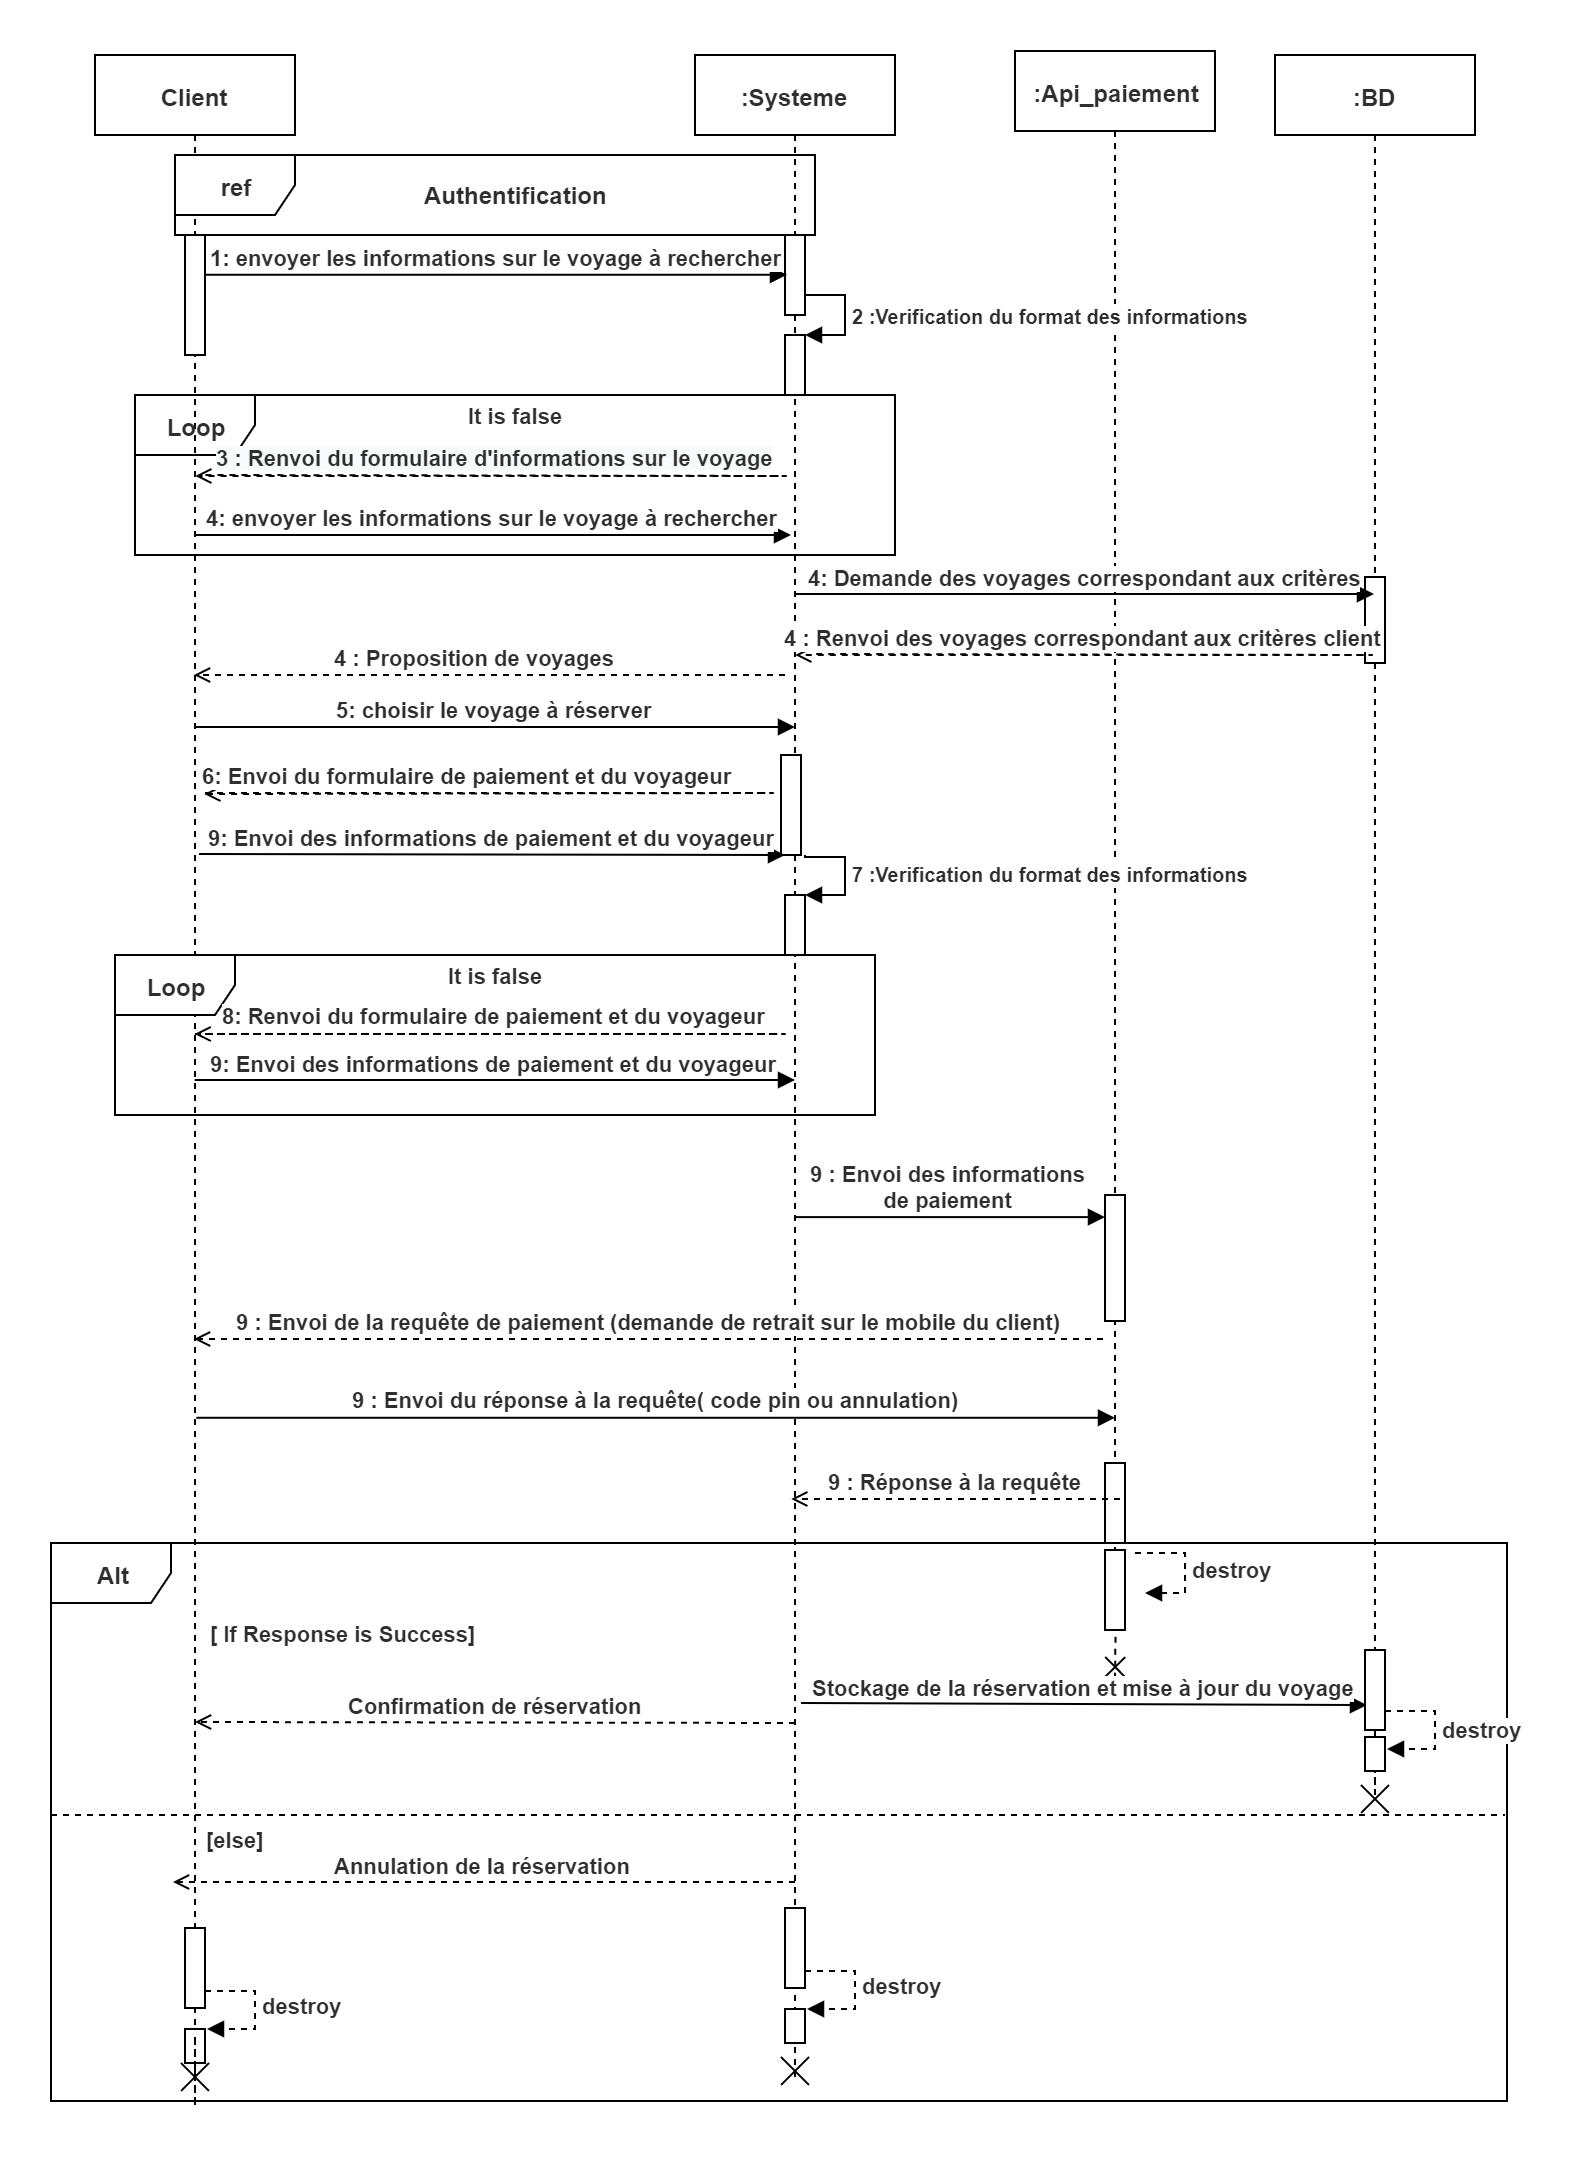 Client
:Systeme
:Api_paiement
:BD
ref
Authentification
1: envoyer les informations sur le voyage à rechercher
2 :Verification du format des informations
Loop
It is false
3 : Renvoi du formulaire d'informations sur le voyage
4: envoyer les informations sur le voyage à rechercher
4: Demande des voyages correspondant aux critères
4 : Renvoi des voyages correspondant aux critères client
4 : Proposition de voyages
5: choisir le voyage à réserver
6: Envoi du formulaire de paiement et du voyageur
9: Envoi des informations de paiement et du voyageur
7 :Verification du format des informations
Loop
It is false
8: Renvoi du formulaire de paiement et du voyageur
9: Envoi des informations de paiement et du voyageur
9 : Envoi des informations
de paiement
9 : Envoi de la requête de paiement (demande de retrait sur le mobile du client)
9 : Envoi du réponse à la requête( code pin ou annulation)
9 : Réponse à la requête
Alt
destroy
[ If Response is Success]
Stockage de la réservation et mise à jour du voyage
Confirmation de réservation
destroy
[else]
Annulation de la réservation
destroy
destroy